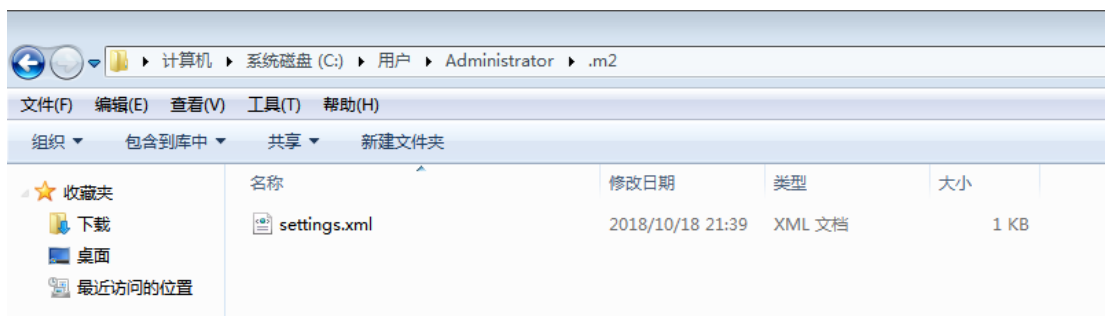 计算机 系统磁盘 (C:) 用户 Administrator .m2
文件(F) 编辑(E) 查看(V) 工具(T) 帮助(H)
组织 包含到库中 共享 新建文件夹
收藏夹
下载
桌面
最近访问的位置
名称 修改日期 类型 大小
settings.xml 2018/10/18 21:39 XML 文档 1 KB